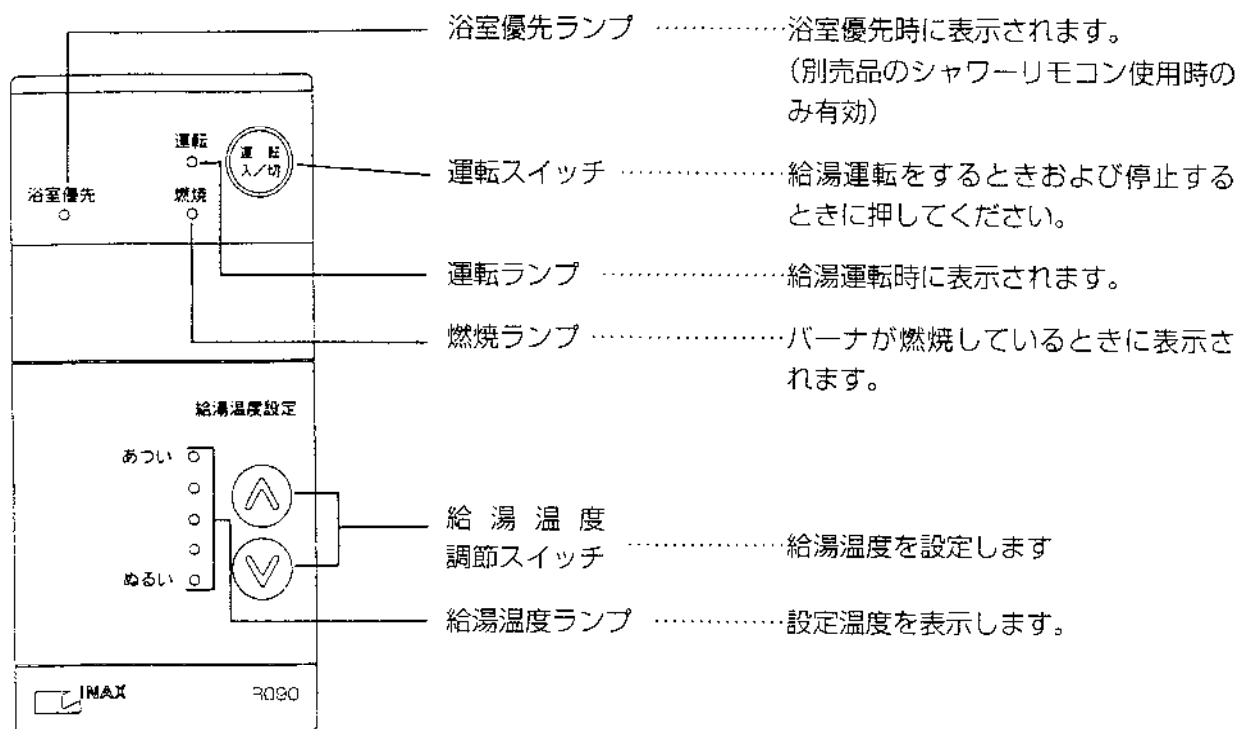 浴室優先ランプ ……………浴室優先時に表示されます。
(別売品のシャワーリモコン使用時の
み有効)
運転スイッチ ………………給湯運転をするときおよび停止する
ときに押してください。
運転ランプ …………………給湯運転時に表示されます。
燃焼ランプ …………………バーナが燃焼しているときに表示さ
れます。
給湯温度
調節スイッチ ……………給湯温度を設定します
給湯温度ランプ ……………設定温度を表示します。
運転
運転
入/切
浴室優先
燃焼
給湯温度設定
あつい
ぬるい
INAX
R090